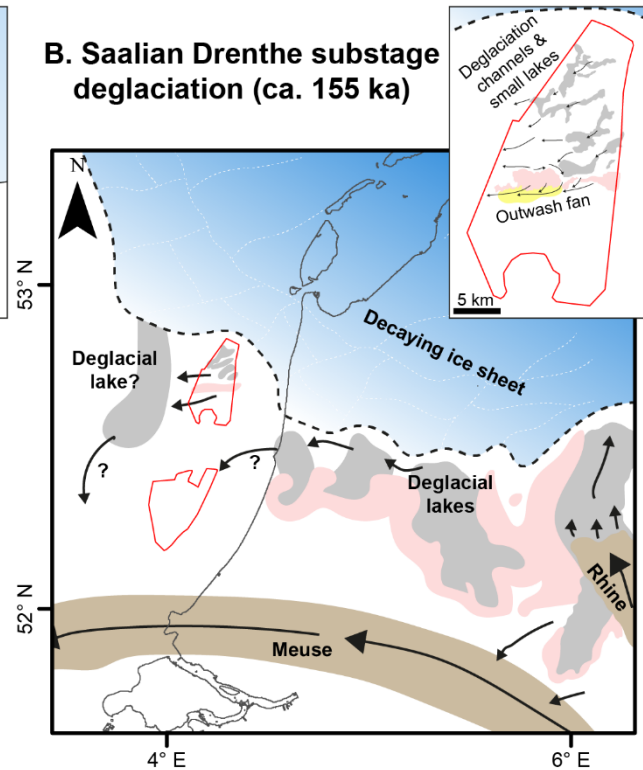 B. Saalian Drenthe substage
deglaciation (ca. 155 ka)
Deglaciation
channels &
small lakes
Outwash fan
5 km
N
53° N
52° N
Decaying ice sheet
Deglacial
lake?
?
?
Deglacial
lakes
Rhine
Meuse
4° E
6° E